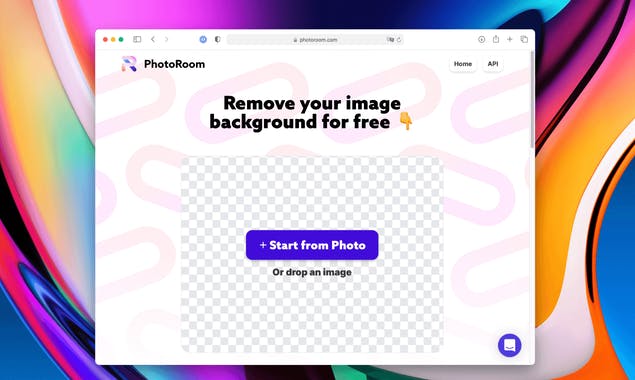 photoroom.com
PhotoRoom
Home
API
Remove your image
background for free 👇
+ Start from Photo
Or drop an image